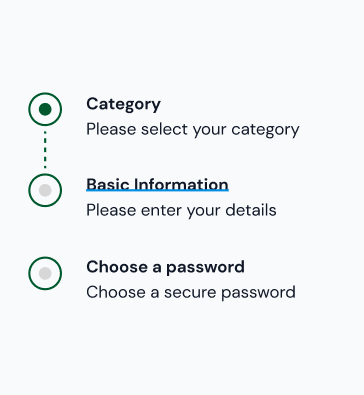 Category
Please select your category
Basic Information
Please enter your details
Choose a password
Choose a secure password